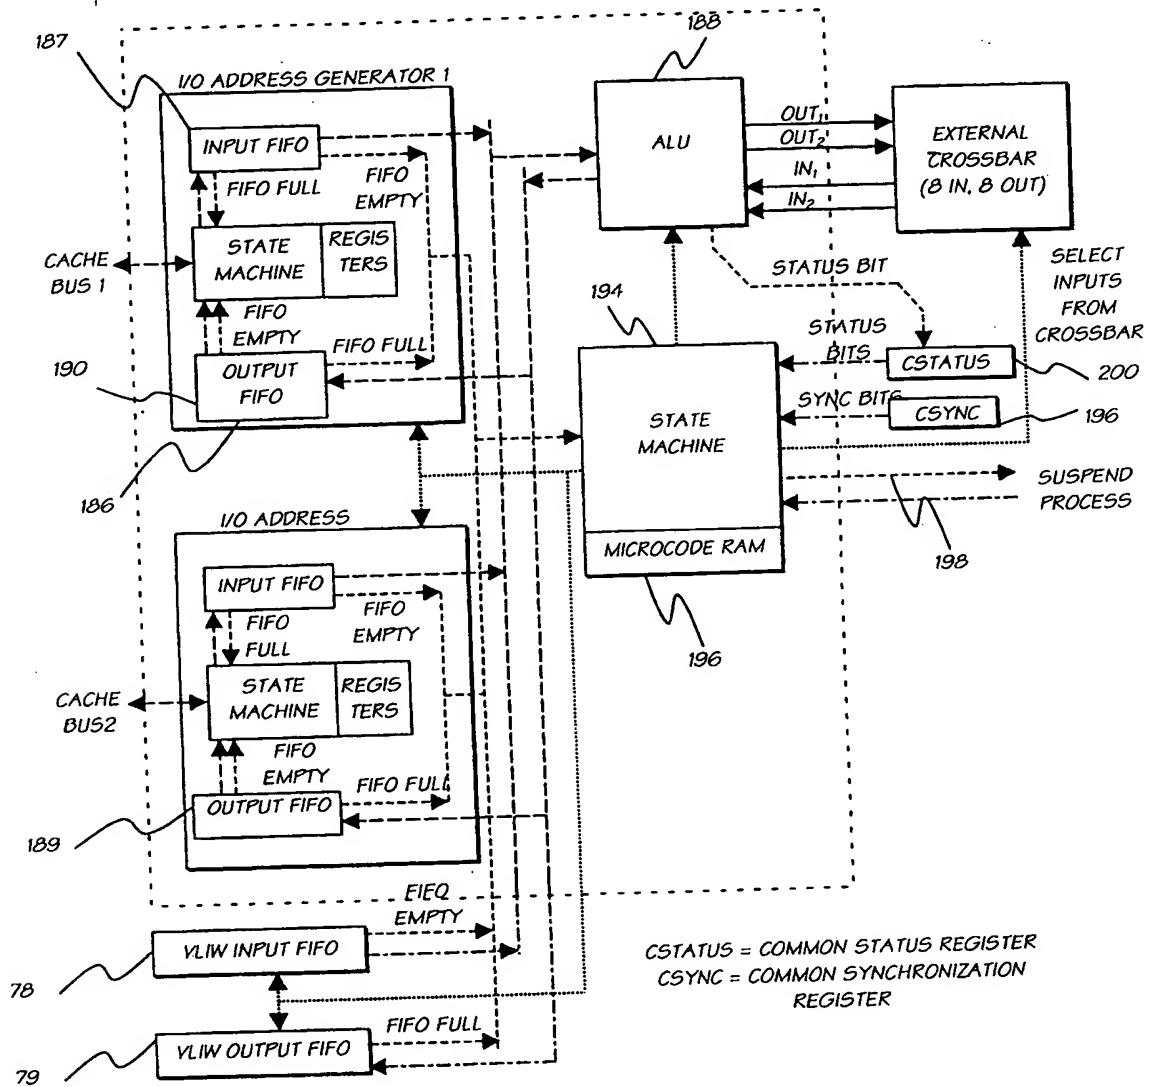 187
188
I/O ADDRESS GENERATOR 1
INPUT FIFO
FIFO FULL
FIFO
EMPTY
STATE
MACHINE
REGIS
TERS
CACHE
BUS 1
FIFO
EMPTY
FIFO FULL
OUTPUT
FIFO
190
186
ALU
OUT1
OUT2
IN1
IN2
EXTERNAL
CROSSBAR
(8 IN, 8 OUT)
STATUS BIT
SELECT
INPUTS
FROM
CROSSBAR
194
STATUS
BITS
CSTATUS
200
SYNC BITS
CSYNC
196
STATE
MACHINE
SUSPEND
PROCESS
198
MICROCODE RAM
196
I/O ADDRESS
INPUT FIFO
FIFO
FULL
FIFO
EMPTY
STATE
MACHINE
REGIS
TERS
CACHE
BUS2
FIFO
EMPTY
FIFO FULL
OUTPUT FIFO
189
FIFO
EMPTY
VLIW INPUT FIFO
78
FIFO FULL
VLIW OUTPUT FIFO
79
CSTATUS = COMMON STATUS REGISTER
CSYNC = COMMON SYNCHRONIZATION
REGISTER